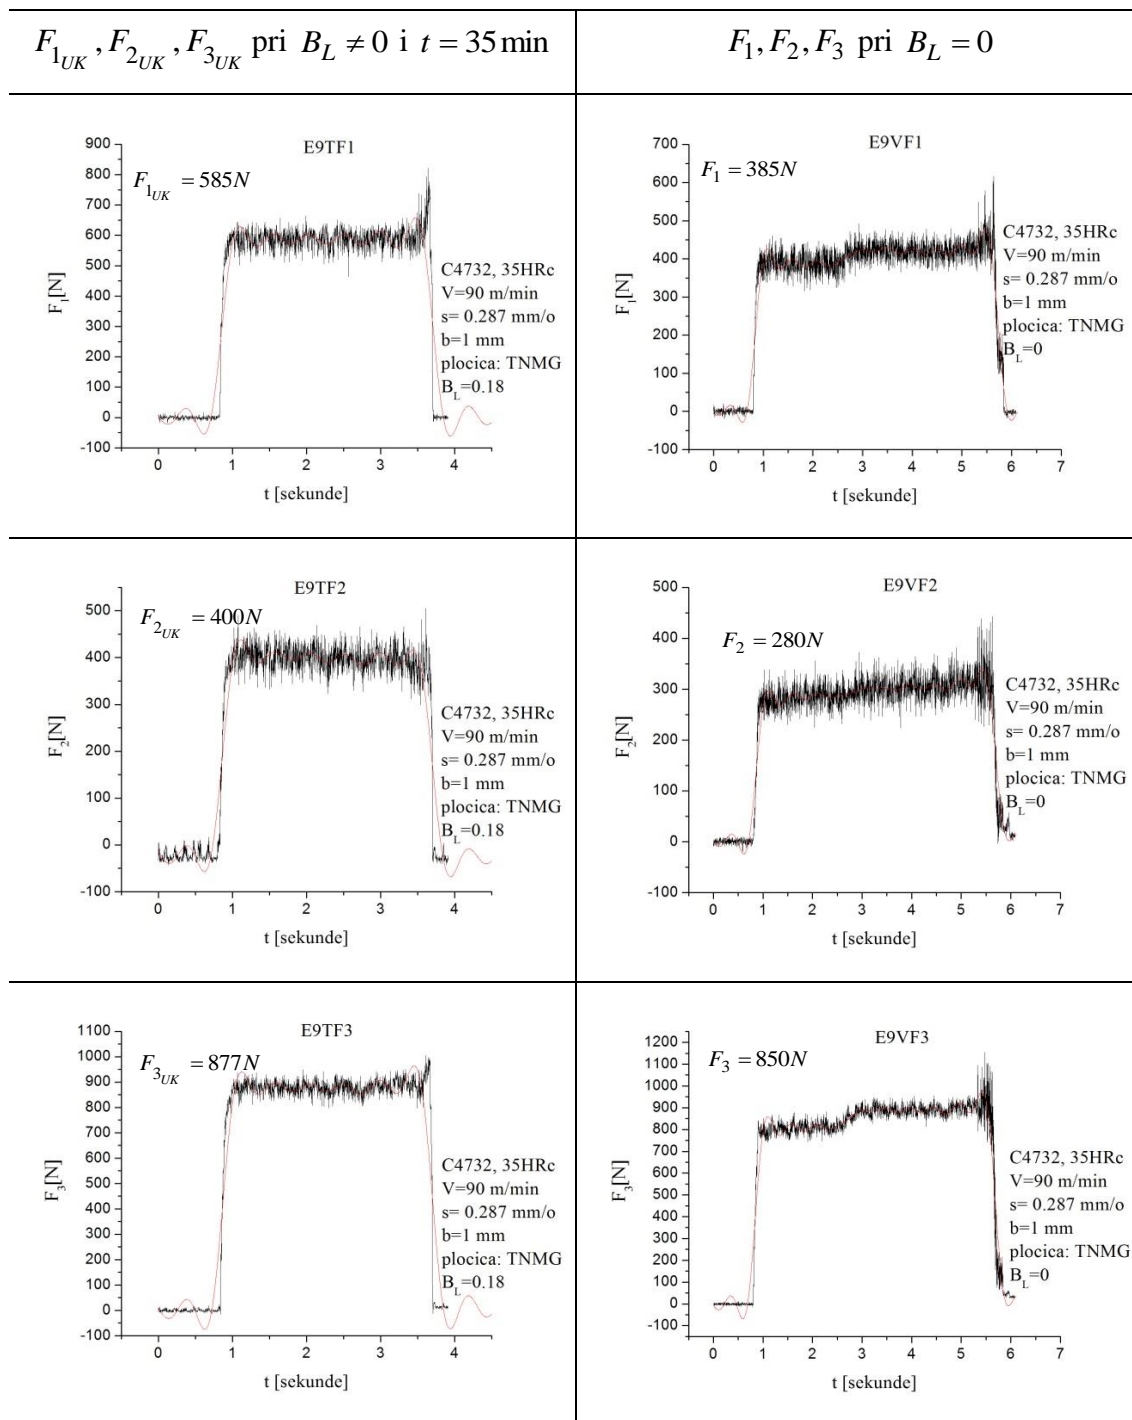 F1UK, F2UK, F3UK pri BL ≠ 0 i t = 35 min
F1, F2, F3 pri BL = 0
E9TF1
F1UK = 585N
900
800
700
600
500
400
300
200
100
0
-100
F1[N]
C4732, 35HRc
V=90 m/min
s= 0.287 mm/o
b=1 mm
plocica: TNMG
BL=0.18
0 1 2 3 4
t [sekunde]
E9VF1
F1 = 385N
700
600
500
400
300
200
100
0
-100
F1[N]
C4732, 35HRc
V=90 m/min
s= 0.287 mm/o
b=1 mm
plocica: TNMG
BL=0
0 1 2 3 4 5 6 7
t [sekunde]
E9TF2
F2UK = 400N
500
400
300
200
100
0
-100
F2[N]
C4732, 35HRc
V=90 m/min
s= 0.287 mm/o
b=1 mm
plocica: TNMG
BL=0.18
0 1 2 3 4
t [sekunde]
E9VF2
F2 = 280N
500
400
300
200
100
0
-100
F2[N]
C4732, 35HRc
V=90 m/min
s= 0.287 mm/o
b=1 mm
plocica: TNMG
BL=0
0 1 2 3 4 5 6 7
t [sekunde]
E9TF3
F3UK = 877N
1100
1000
900
800
700
600
500
400
300
200
100
0
-100
F3[N]
C4732, 35HRc
V=90 m/min
s= 0.287 mm/o
b=1 mm
plocica: TNMG
BL=0.18
0 1 2 3 4
t [sekunde]
E9VF3
F3 = 850N
1200
1100
1000
900
800
700
600
500
400
300
200
100
0
-100
F3[N]
C4732, 35HRc
V=90 m/min
s= 0.287 mm/o
b=1 mm
plocica: TNMG
BL=0
0 1 2 3 4 5 6 7
t [sekunde]